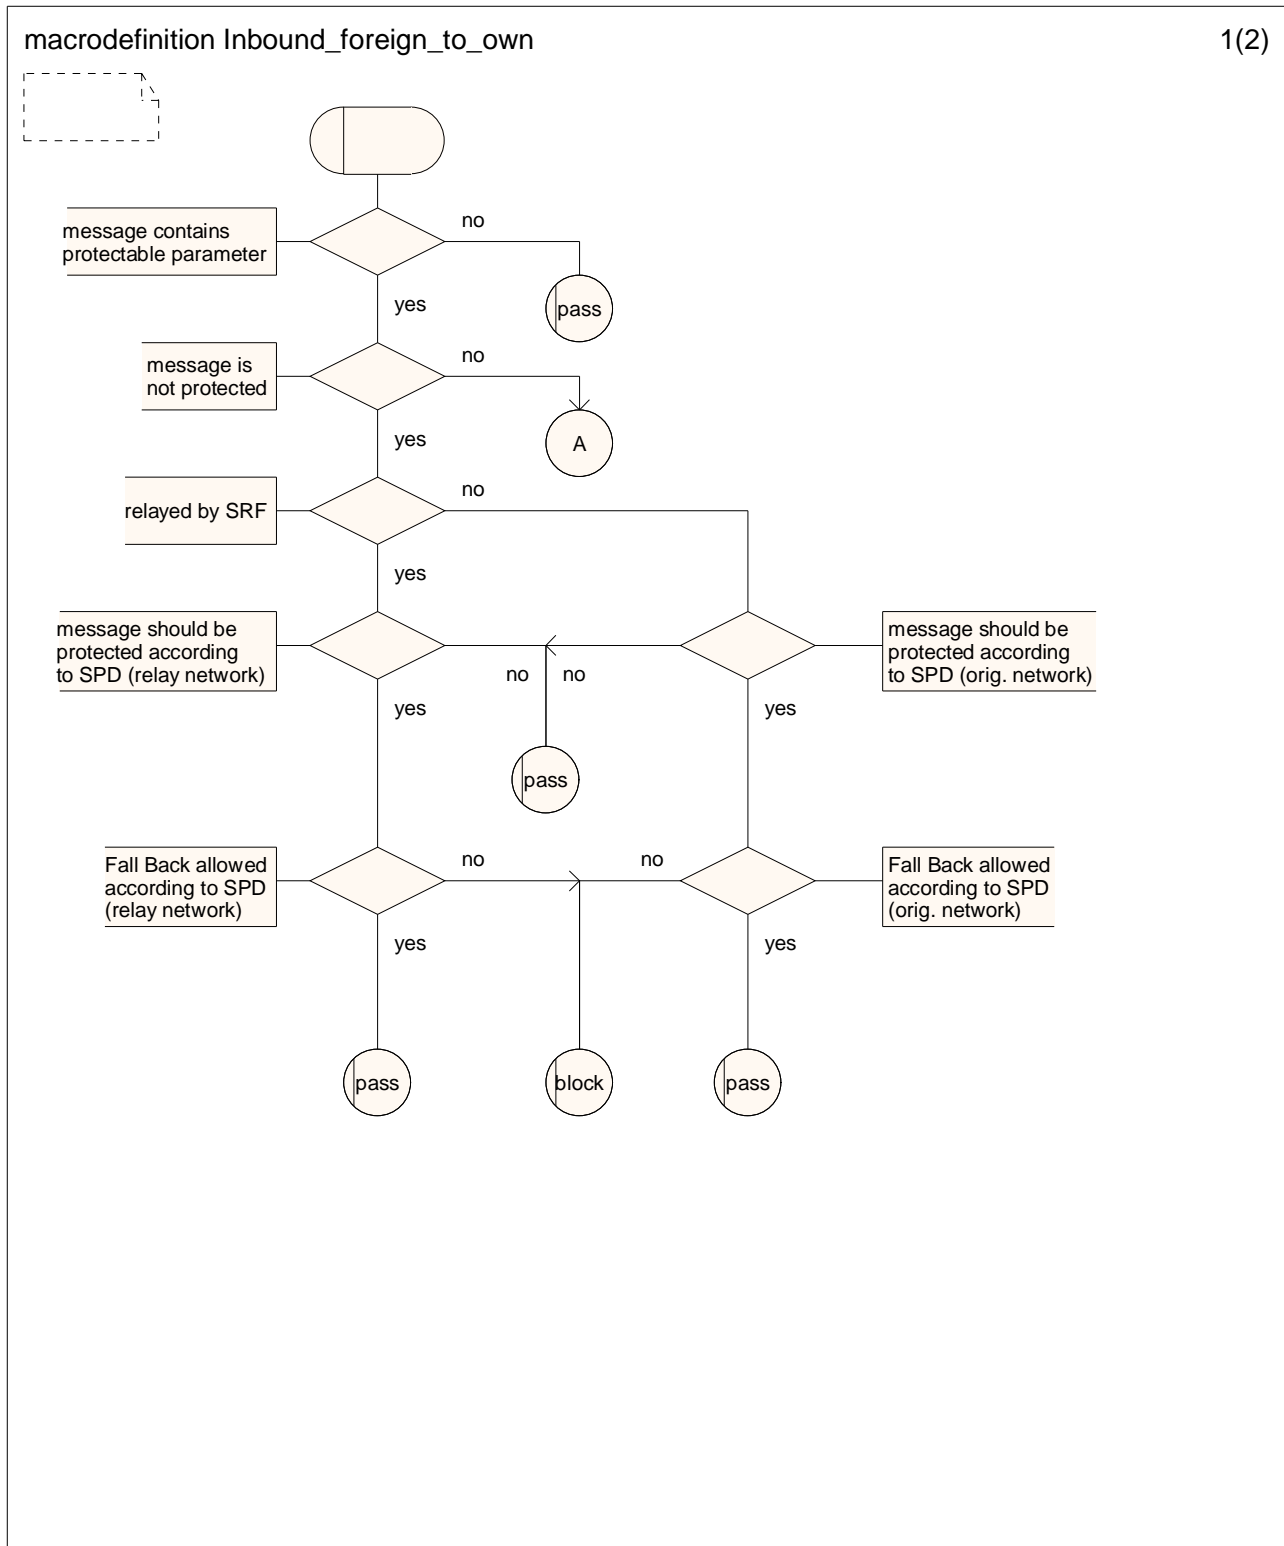 macrodefinition Inbound_foreign_to_own
1(2)
message contains
protectable parameter
no
yes
pass
message is
not protected
no
yes
A
relayed by SRF
no
yes
message should be
protected according
to SPD (relay network)
no
no
message should be
protected according
to SPD (orig. network)
yes
yes
pass
Fall Back allowed
according to SPD
(relay network)
no
no
Fall Back allowed
according to SPD
(orig. network)
yes
yes
pass
block
pass